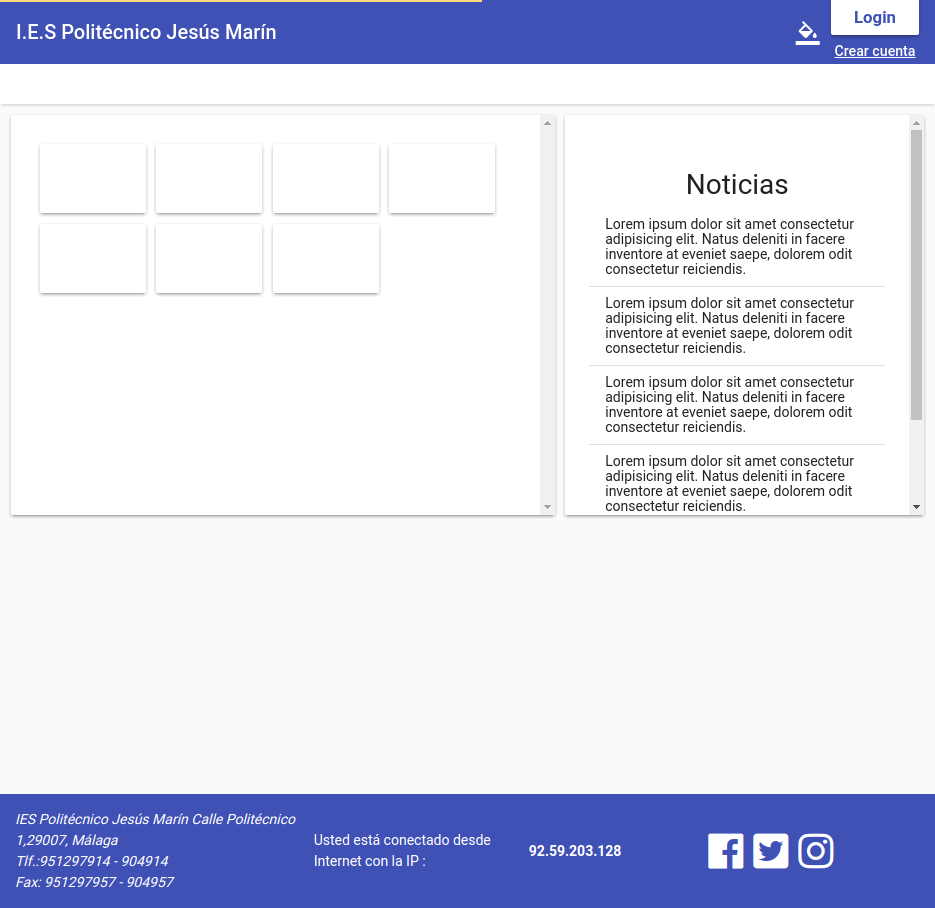 I.E.S Politécnico Jesús Marín
Login
Crear cuenta
Noticias
Lorem ipsum dolor sit amet consectetur
adipisicing elit. Natus deleniti in facere
inventore at eveniet saepe, dolorem odit
consectetur reiciendis.
Lorem ipsum dolor sit amet consectetur
adipisicing elit. Natus deleniti in facere
inventore at eveniet saepe, dolorem odit
consectetur reiciendis.
Lorem ipsum dolor sit amet consectetur
adipisicing elit. Natus deleniti in facere
inventore at eveniet saepe, dolorem odit
consectetur reiciendis.
Lorem ipsum dolor sit amet consectetur
adipisicing elit. Natus deleniti in facere
inventore at eveniet saepe, dolorem odit
consectetur reiciendis.
IES Politécnico Jesús Marín Calle Politécnico
1,29007, Málaga
Tlf.:951297914 - 904914
Fax: 951297957 - 904957
Usted está conectado desde
Internet con la IP :
92.59.203.128